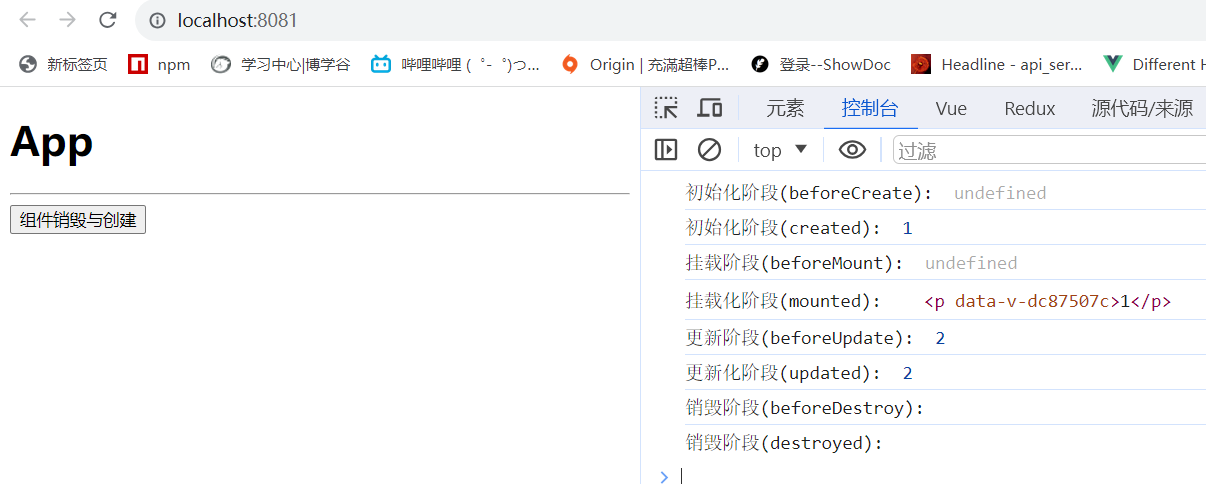 localhost:8081
新标签页 npm 学习中心|博学谷 哔哩哔哩 (゜-゜)つ... Origin | 充满超棒P... 登录--ShowDoc Headline - api_ser... Different H
App
组件销毁与创建
元素 控制台 Vue Redux 源代码/来源
top ▼ 过滤
初始化阶段(beforeCreate): undefined
初始化阶段(created): 1
挂载阶段(beforeMount): undefined
挂载化阶段(mounted): <p data-v-dc87507c>1</p>
更新阶段(beforeUpdate): 2
更新化阶段(updated): 2
销毁阶段(beforeDestroy):
销毁阶段(destroyed):